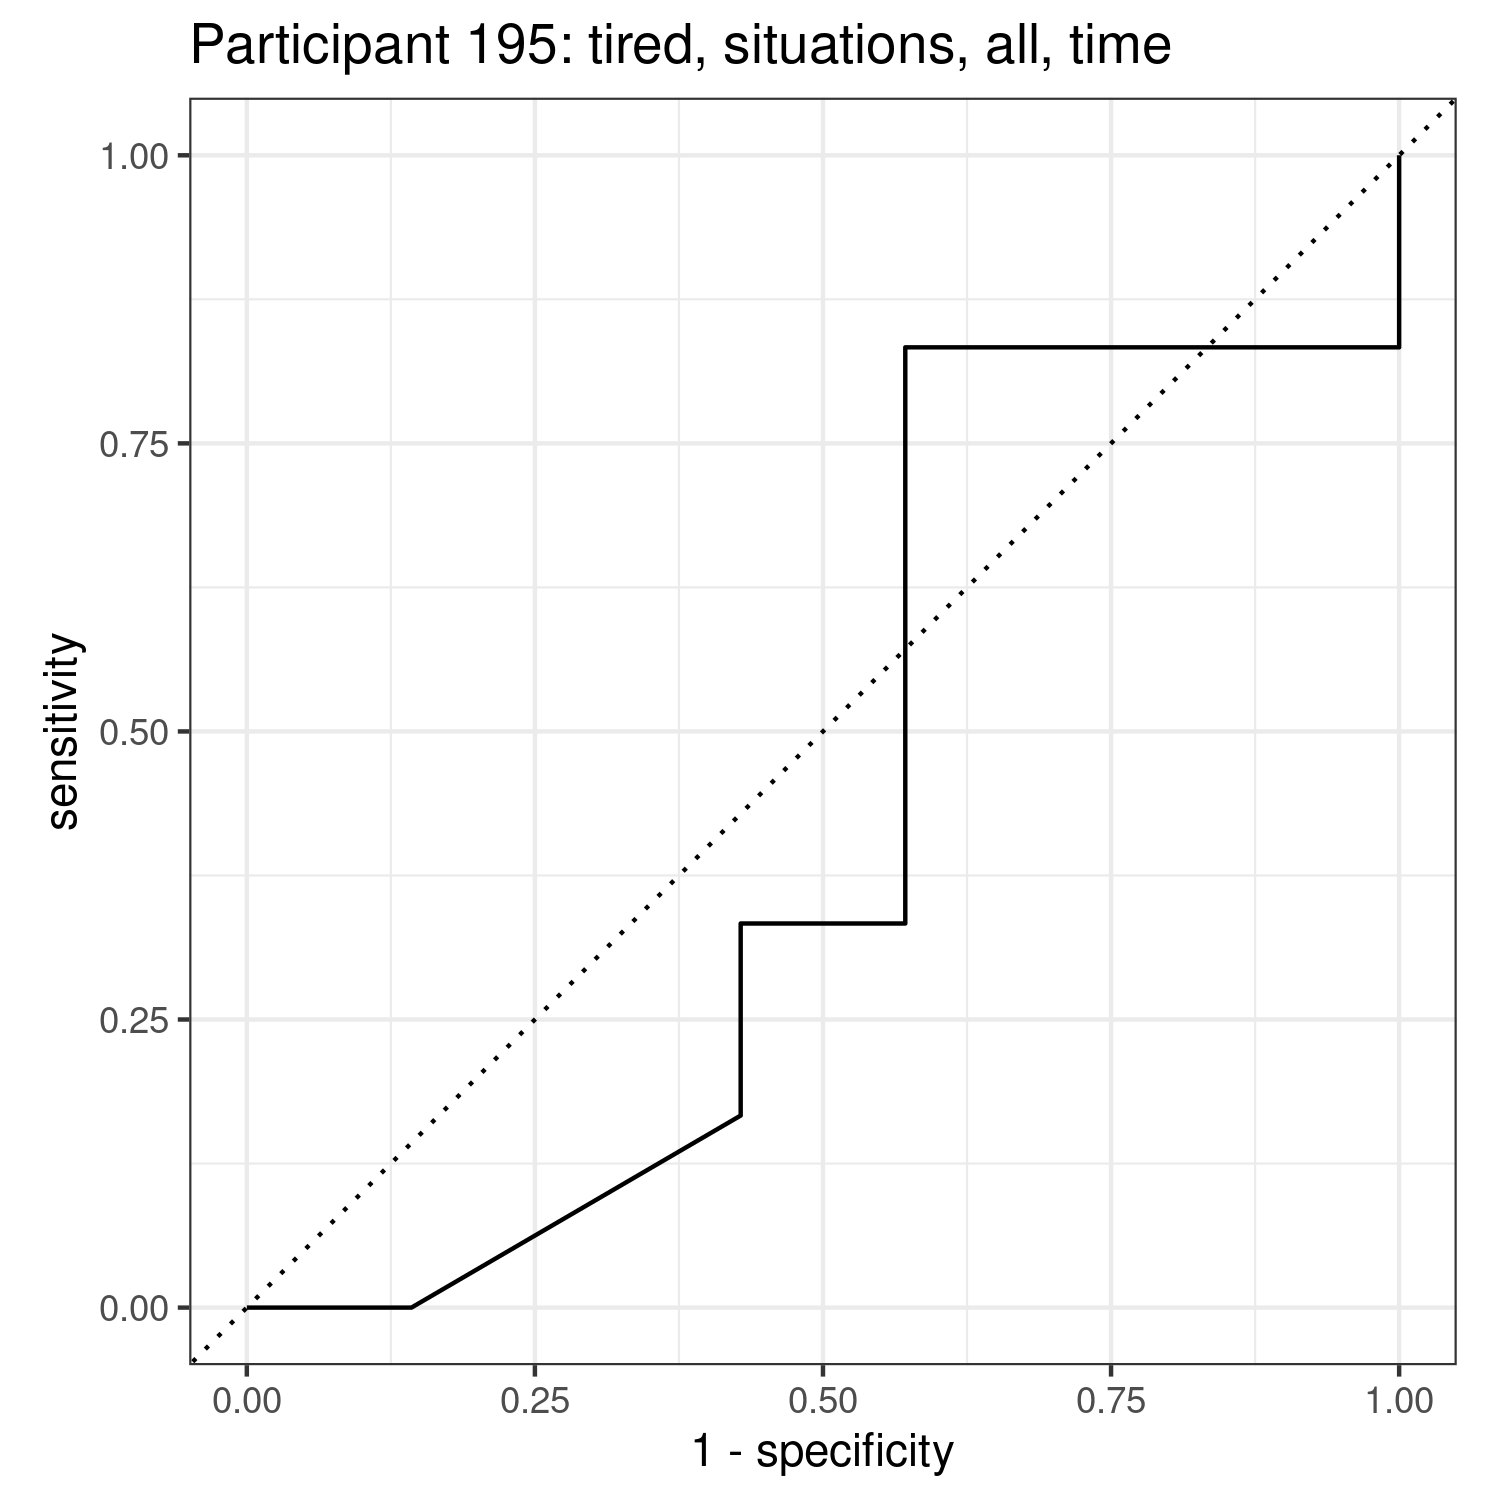 Participant 195: tired, situations, all, time
1.00
0.75
0.50
0.25
0.00
sensitivity
0.00 0.25 0.50 0.75 1.00
1 - specificity